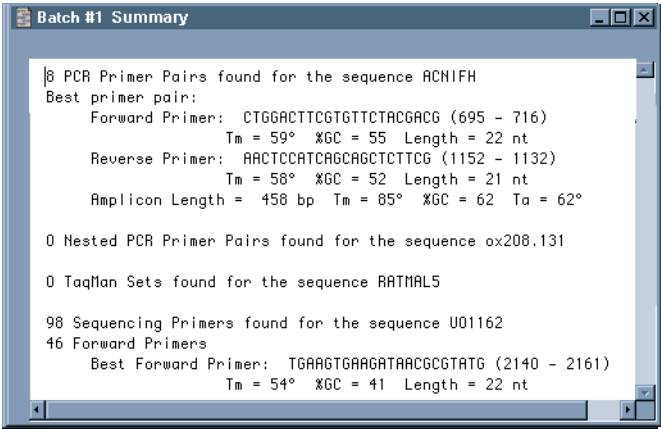 Batch #1 Summary
8 PCR Primer Pairs found for the sequence ACNIFH
Best primer pair:
Forward Primer: CTGGACTTCGTGTTCTACGACG (695 - 716)
Tm = 59° %GC = 55 Length = 22 nt
Reverse Primer: AACTCCATCAGCAGCTCTTCG (1152 - 1132)
Tm = 58° %GC = 52 Length = 21 nt
Amplicon Length = 458 bp Tm = 85° %GC = 62 Ta = 62°
0 Nested PCR Primer Pairs found for the sequence ox208.131
0 TaqMan Sets found for the sequence RATMAL5
98 Sequencing Primers found for the sequence U01162
46 Forward Primers
Best Forward Primer: TGAAGTGAAGATAACGCGTATG (2140 - 2161)
Tm = 54° %GC = 41 Length = 22 nt